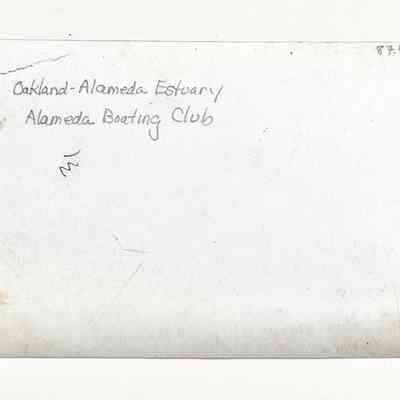 Oakland-Alameda Estuary
Alameda Boating Club